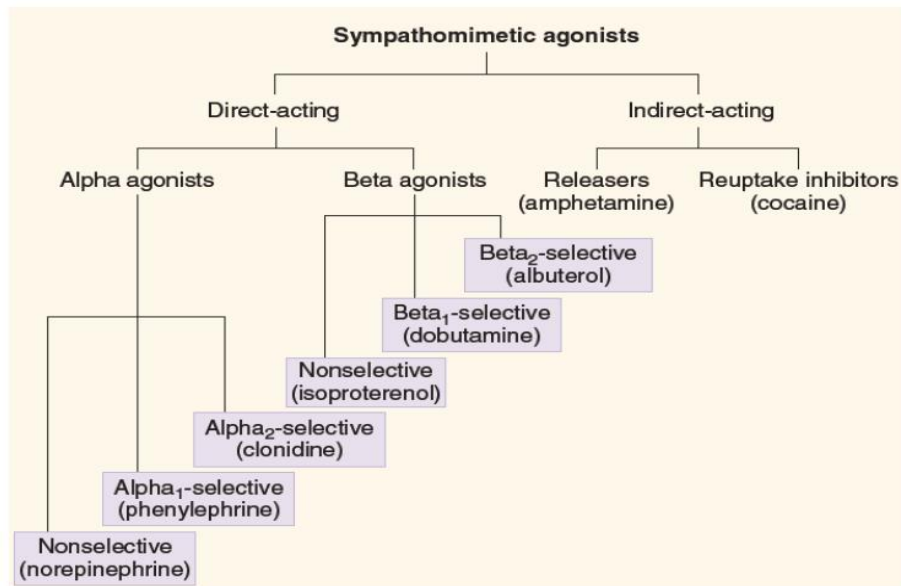 Sympathomimetic agonists
Direct-acting
Indirect-acting
Alpha agonists
Beta agonists
Releasers
(amphetamine)
Reuptake inhibitors
(cocaine)
Beta₂-selective
(albuterol)
Beta₁-selective
(dobutamine)
Nonselective
(isoproterenol)
Alpha₂-selective
(clonidine)
Alpha₁-selective
(phenylephrine)
Nonselective
(norepinephrine)